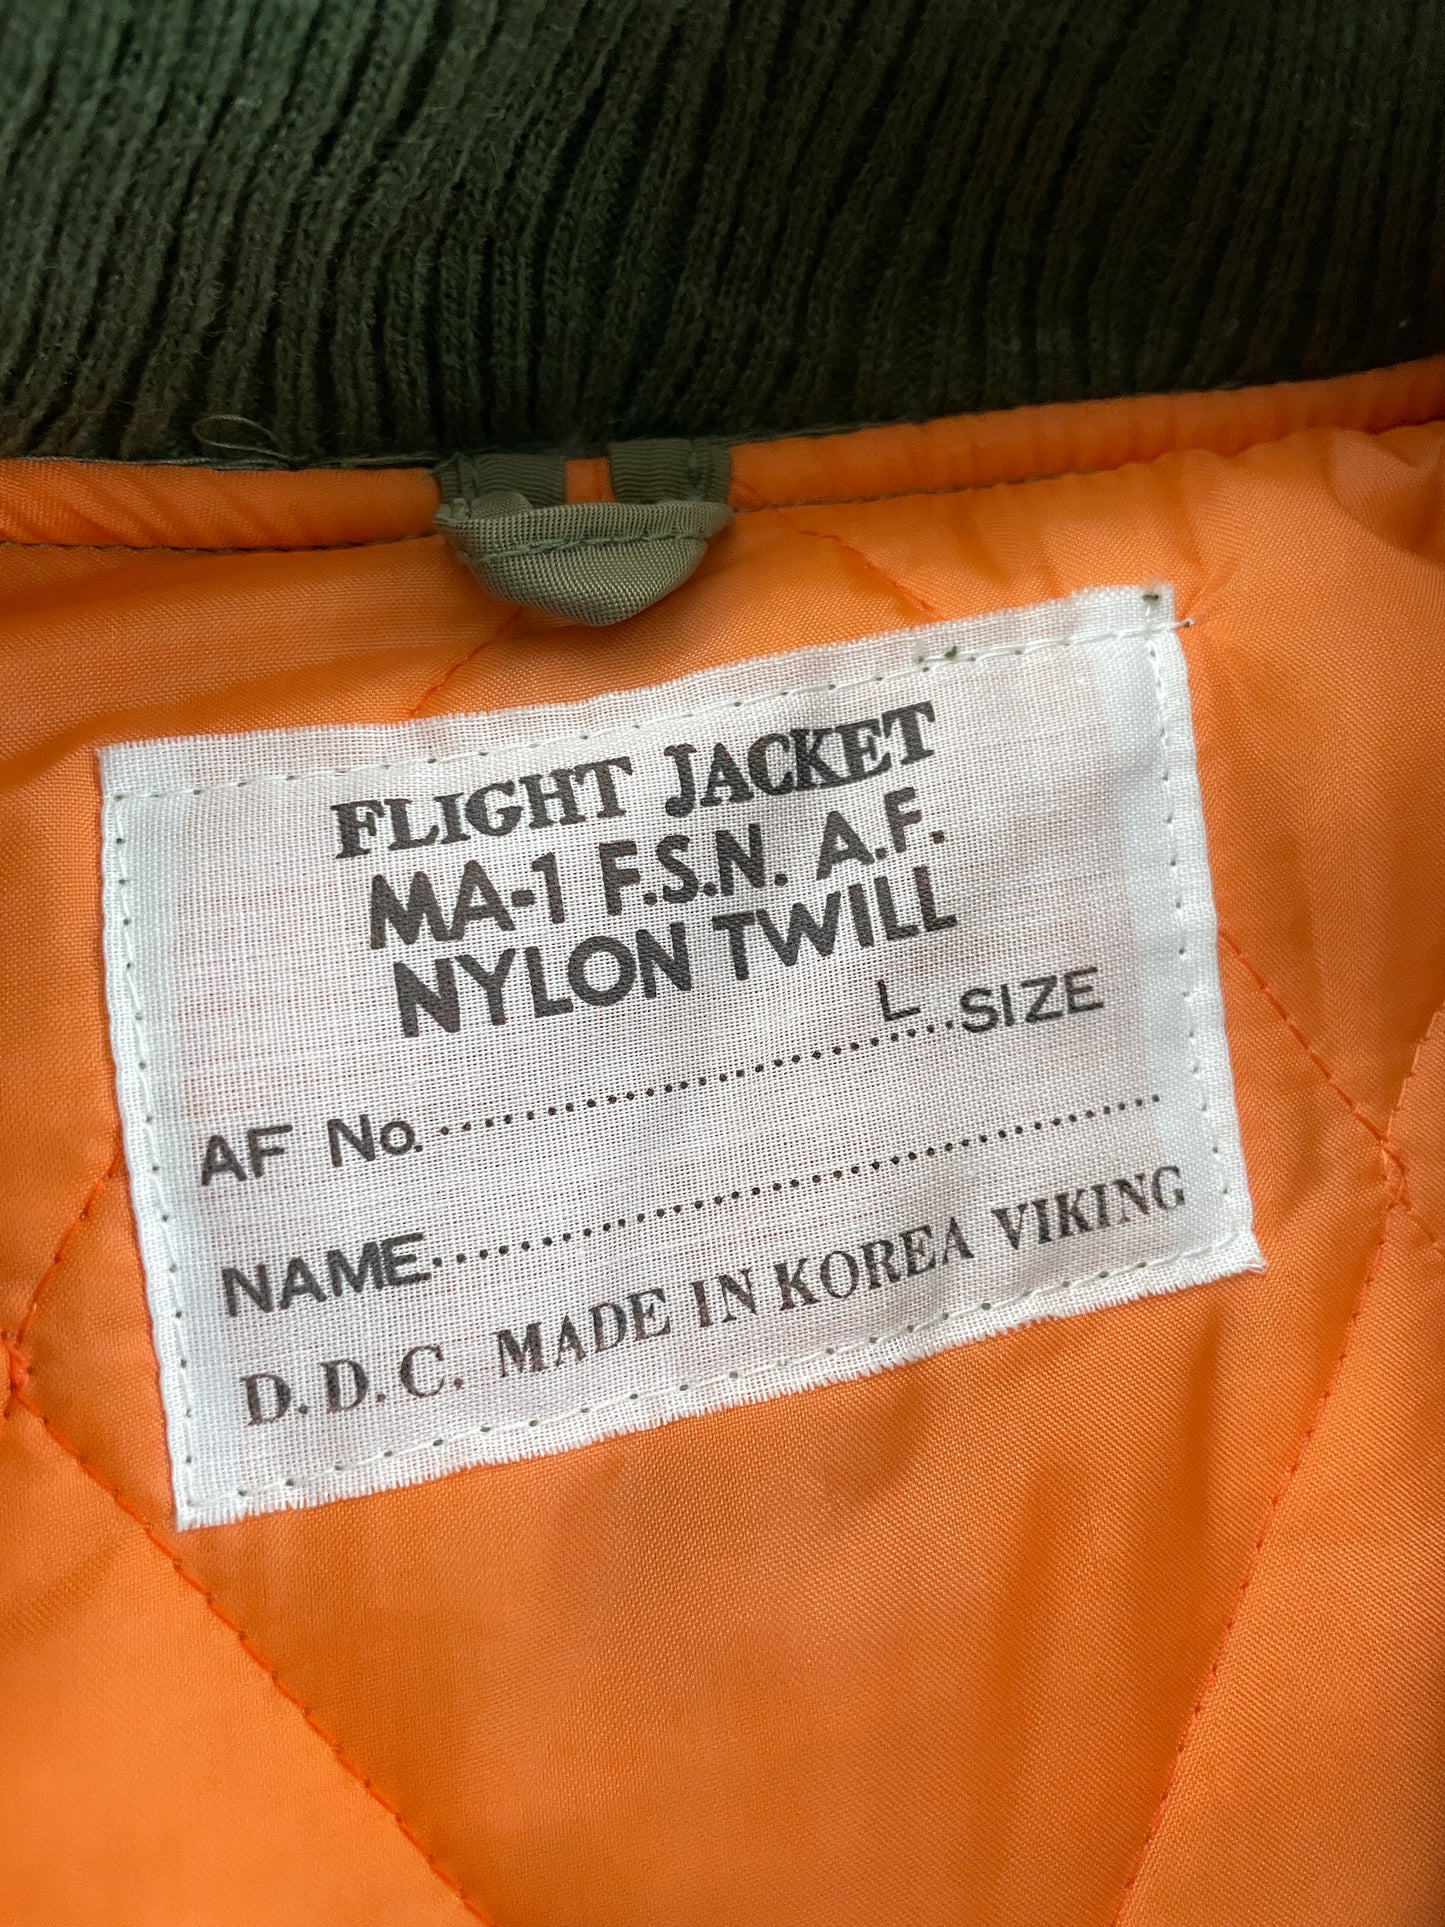 FLIGHT JACKET
MA-1 F.S.N. A.F.
NYLON TWILL
L SIZE
AF No.
NAME
D.D.C. MADE IN KOREA VIKING